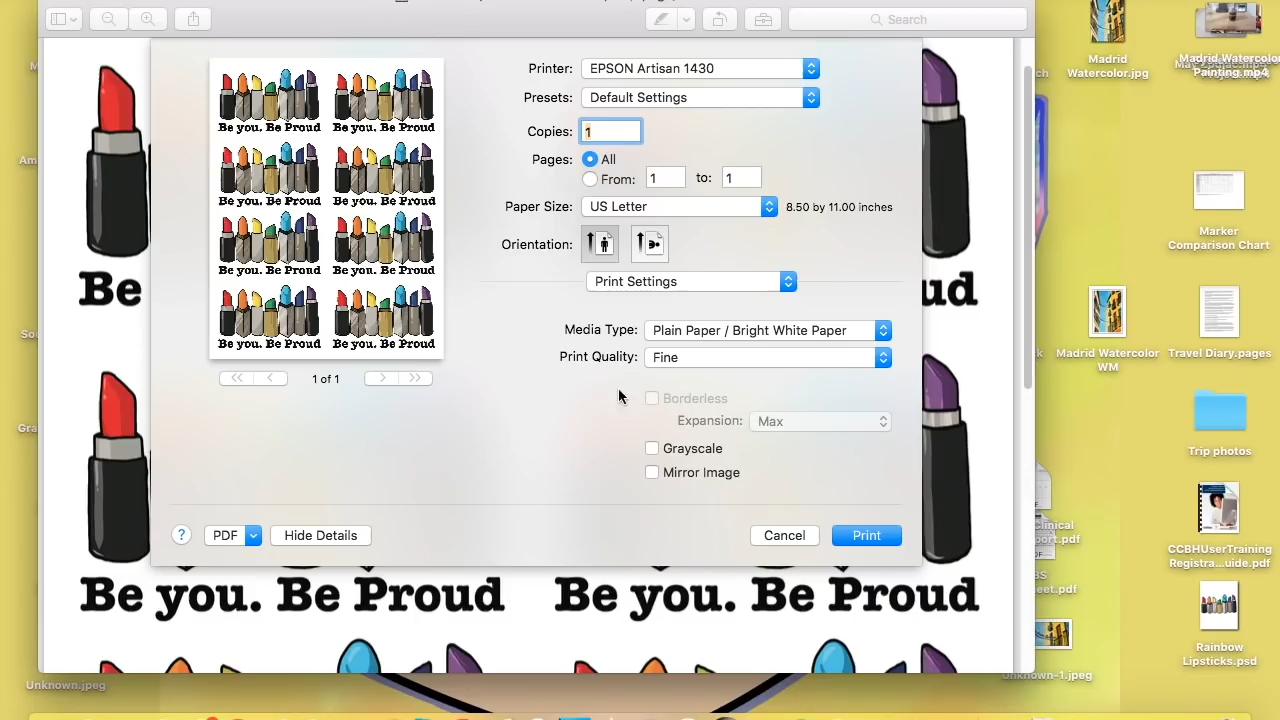 Search
Printer: EPSON Artisan 1430
Presets: Default Settings
Copies: 1
Pages: All
From: 1 to: 1
Paper Size: US Letter 8.50 by 11.00 inches
Orientation:
Print Settings
Media Type: Plain Paper / Bright White Paper
Print Quality: Fine
Borderless
Expansion: Max
Grayscale
Mirror Image
? PDF Hide Details Cancel Print
Be you. Be Proud Be you. Be Proud
Be you. Be Proud Be you. Be Proud
Be you. Be Proud Be you. Be Proud
Be you. Be Proud Be you. Be Proud
1 of 1
Be
ud
Be you. Be Proud Be you. Be Proud
Madrid
Watercolor.jpg
Madrid Watercolor
Painting.mp4
Marker
Comparison Chart
Madrid Watercolor
WM
Travel Diary.pages
Trip photos
CCBHUserTraining
Registra...uide.pdf
Rainbow
Lipsticks.psd
Unknown-1.jpeg
Unknown.jpeg